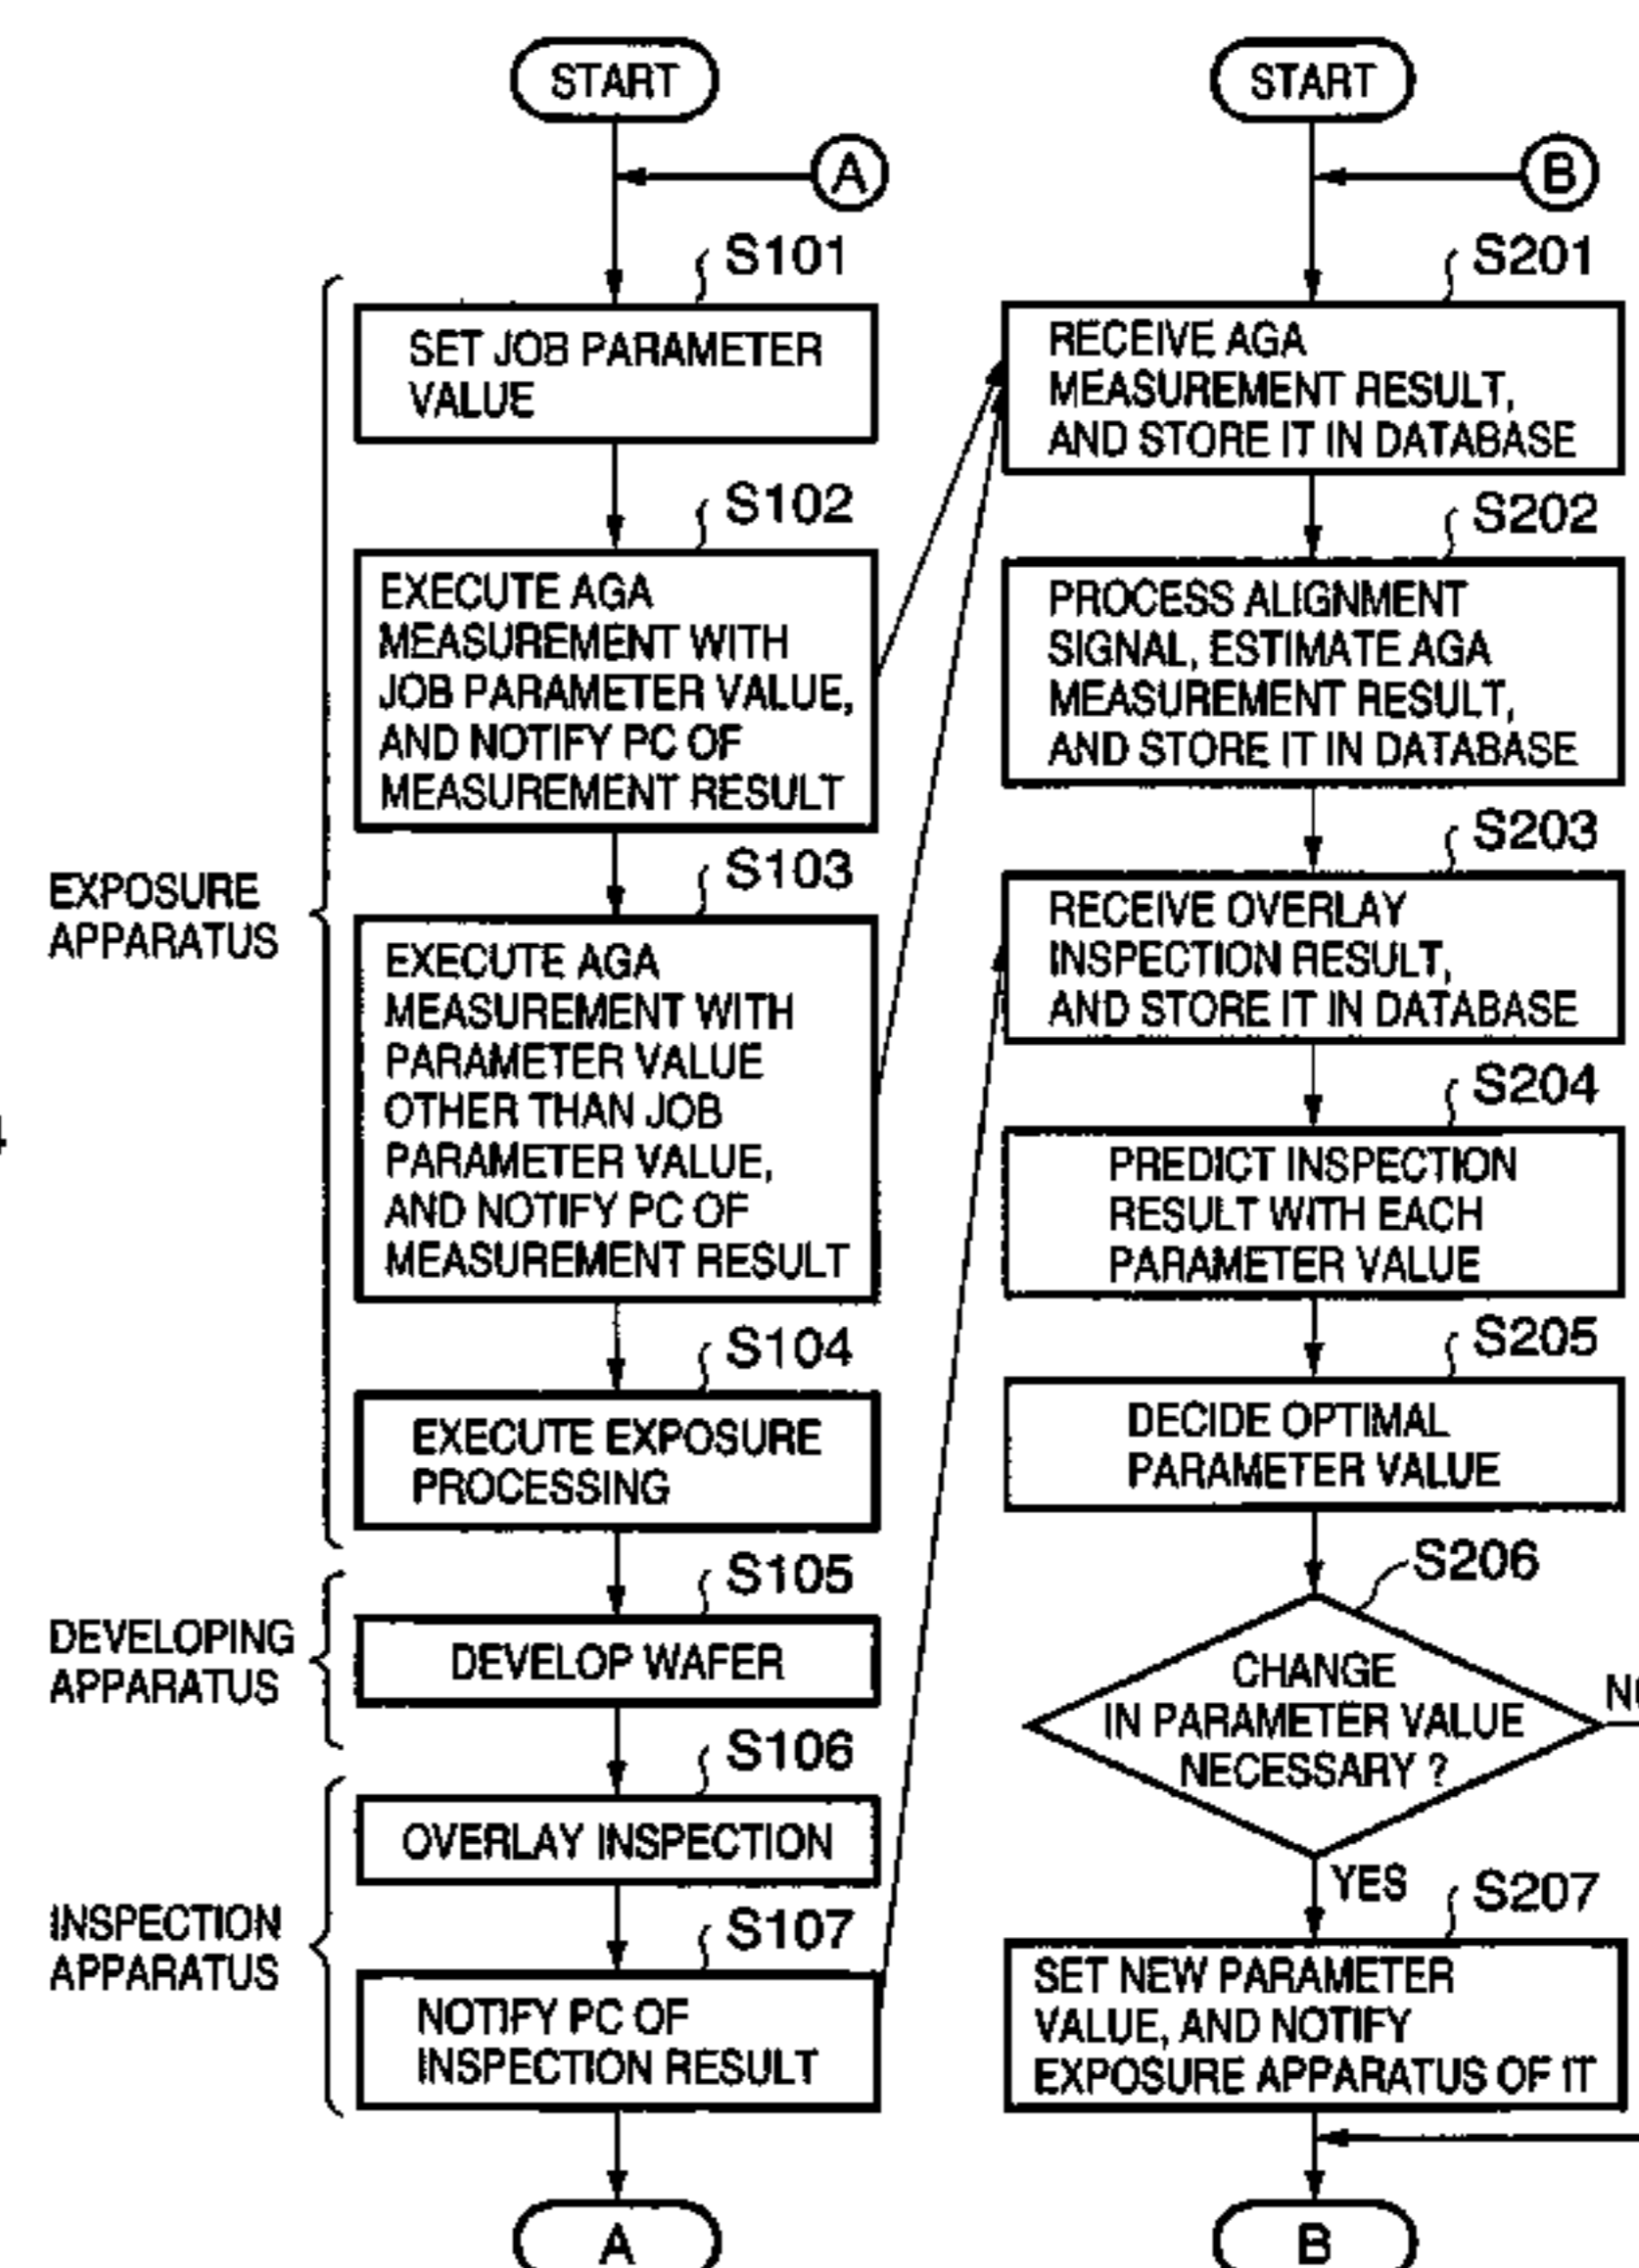 START
A
S101
SET JOB PARAMETER
VALUE
S102
EXECUTE AGA
MEASUREMENT WITH
JOB PARAMETER VALUE,
AND NOTIFY PC OF
MEASUREMENT RESULT
S103
EXPOSURE
APPARATUS
EXECUTE AGA
MEASUREMENT WITH
PARAMETER VALUE
OTHER THAN JOB
PARAMETER VALUE,
AND NOTIFY PC OF
MEASUREMENT RESULT
S104
EXECUTE EXPOSURE
PROCESSING
S105
DEVELOPING
APPARATUS
DEVELOP WAFER
S106
OVERLAY INSPECTION
INSPECTION
APPARATUS
S107
NOTIFY PC OF
INSPECTION RESULT
A
START
B
S201
RECEIVE AGA
MEASUREMENT RESULT,
AND STORE IT IN DATABASE
S202
PROCESS ALIGNMENT
SIGNAL, ESTIMATE AGA
MEASUREMENT RESULT,
AND STORE IT IN DATABASE
S203
RECEIVE OVERLAY
INSPECTION RESULT,
AND STORE IT IN DATABASE
S204
PREDICT INSPECTION
RESULT WITH EACH
PARAMETER VALUE
S205
DECIDE OPTIMAL
PARAMETER VALUE
S206
CHANGE
IN PARAMETER VALUE
NECESSARY ?
NO
YES
S207
SET NEW PARAMETER
VALUE, AND NOTIFY
EXPOSURE APPARATUS OF IT
B